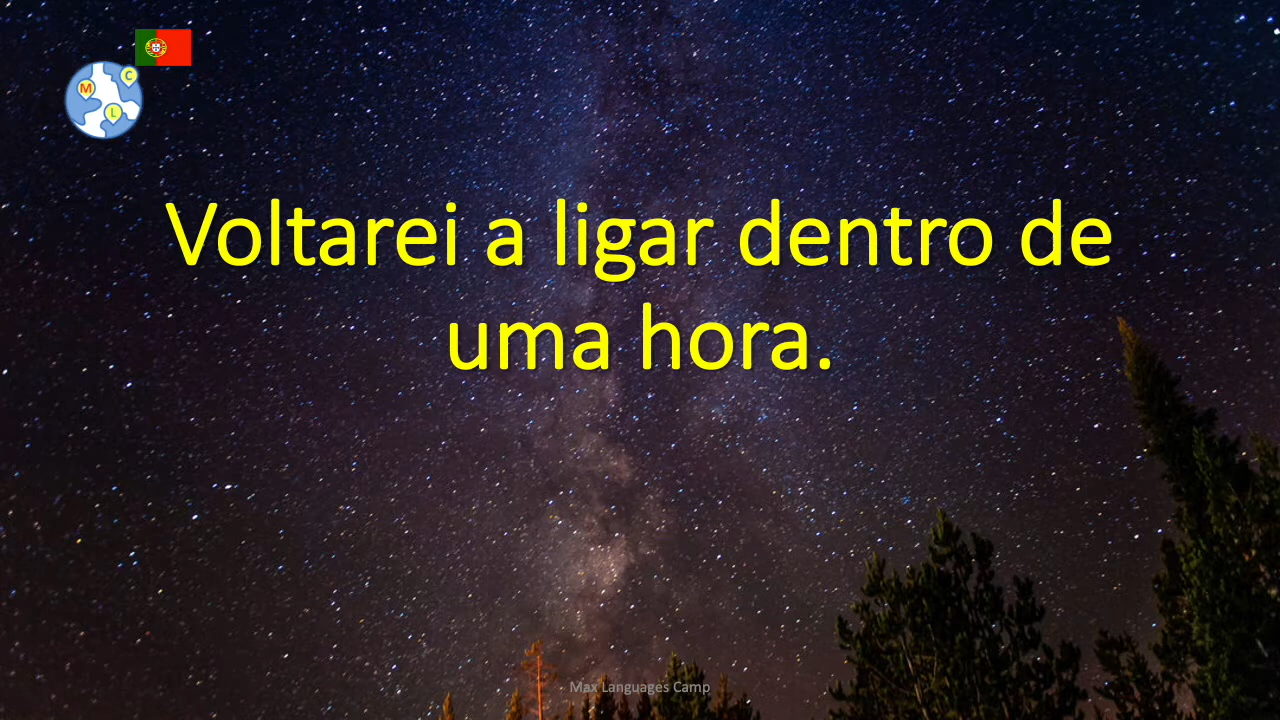 C
M
L
Voltarei a ligar dentro de
uma hora.
Max Languages Camp